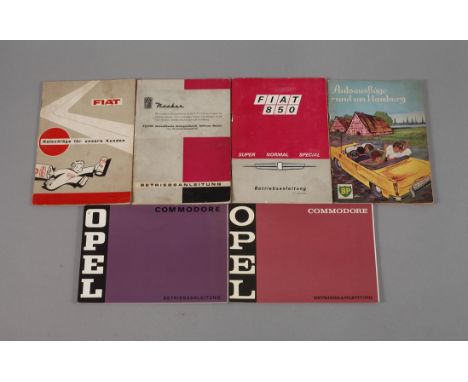 FIAT
Ratschläge für unsere Kunden
Neckar
BETRIEBSANLEITUNG
FIAT
850
SUPER NORMAL SPECIAL
Betriebsanleitung
Autoausflüge
rund um Hamburg
BP
OPEL
COMMODORE
BETRIEBSANLEITUNG
OPEL
COMMODORE
BETRIEBSANLEITUNG